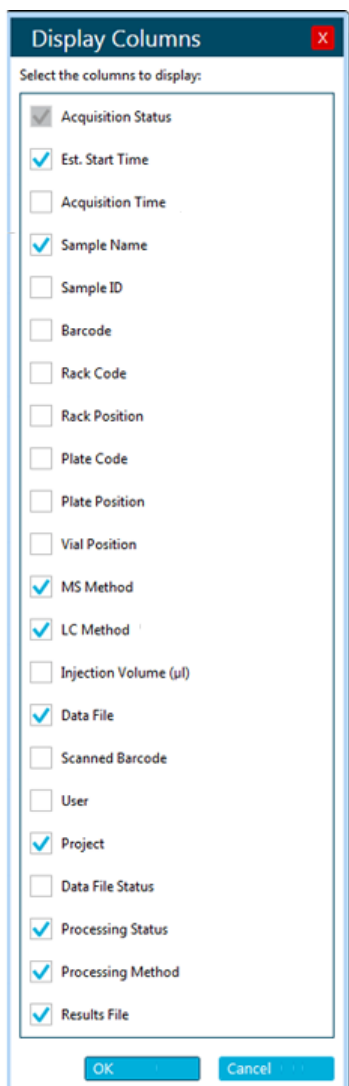 Display Columns
X
Select the columns to display:
Acquisition Status
Est. Start Time
Acquisition Time
Sample Name
Sample ID
Barcode
Rack Code
Rack Position
Plate Code
Plate Position
Vial Position
MS Method
LC Method
Injection Volume (µl)
Data File
Scanned Barcode
User
Project
Data File Status
Processing Status
Processing Method
Results File
OK
Cancel